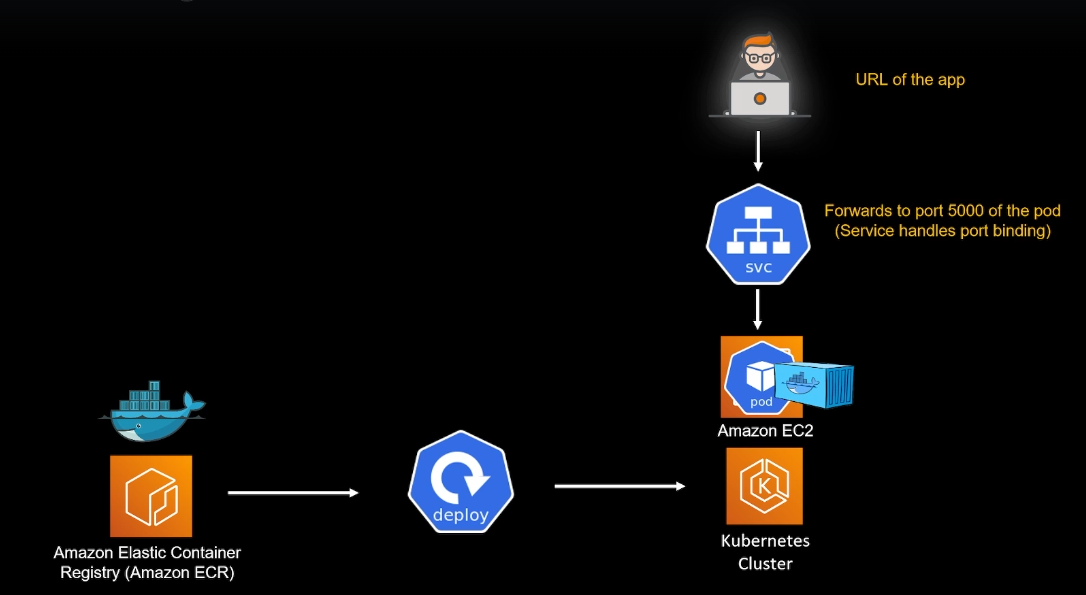 URL of the app
Forwards to port 5000 of the pod
(Service handles port binding)
svc
pod
Amazon EC2
deploy
Amazon Elastic Container
Registry (Amazon ECR)
K
Kubernetes
Cluster